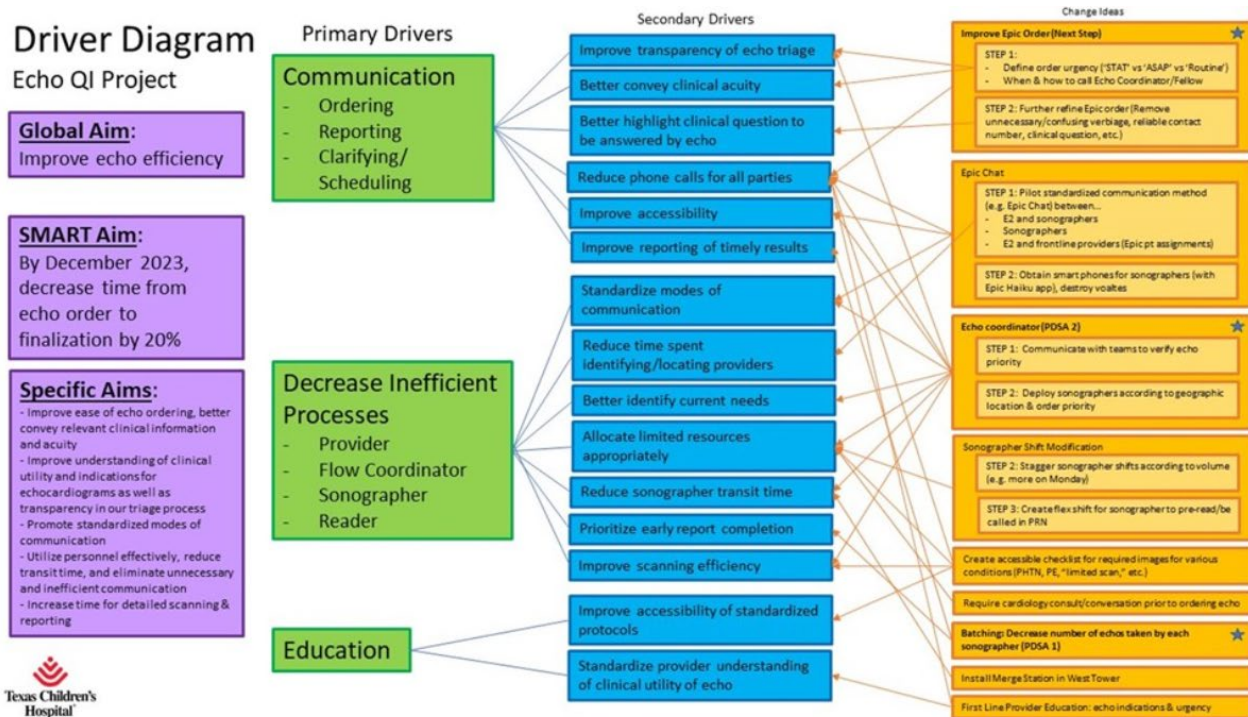 Driver Diagram
Echo QI Project
Global Aim:
Improve echo efficiency
SMART Aim:
By December 2023,
decrease time from
echo order to
finalization by 20%
Specific Aims:
- Improve ease of echo ordering, better
convey relevant clinical information
and acuity
- Improve understanding of clinical
utility and indications for
echocardiograms as well as
transparency in our triage process
- Promote standardized modes of
communication
- Utilize personnel effectively, reduce
transit time, and eliminate unnecessary
and inefficient communication
- Increase time for detailed scanning &
reporting
Texas Children's
Hospital®
Primary Drivers
Communication
- Ordering
- Reporting
- Clarifying/
Scheduling
Decrease Inefficient
Processes
- Provider
- Flow Coordinator
- Sonographer
- Reader
Education
Secondary Drivers
Improve transparency of echo triage
Better convey clinical acuity
Better highlight clinical question to
be answered by echo
Reduce phone calls for all parties
Improve accessibility
Improve reporting of timely results
Standardize modes of
communication
Reduce time spent
identifying/locating providers
Better identify current needs
Allocate limited resources
appropriately
Reduce sonographer transit time
Prioritize early report completion
Improve scanning efficiency
Improve accessibility of standardized
protocols
Standardize provider understanding
of clinical utility of echo
Change Ideas
Improve Epic Order (Next Step)
STEP 1:
- Define order urgency ('STAT' vs 'ASAP' vs 'Routine')
- When & how to call Echo Coordinator/Fellow
STEP 2: Further refine Epic order (Remove
unnecessary/confusing verbiage, reliable contact
number, clinical question, etc.)
Epic Chat
STEP 1: Pilot standardized communication method
(e.g. Epic Chat) between...
- E2 and sonographers
- Sonographers
- E2 and frontline providers (Epic pt assignments)
STEP 2: Obtain smart phones for sonographers (with
Epic Haiku app), destroy voaltes
Echo coordinator (PDSA 2)
STEP 1: Communicate with teams to verify echo
priority
STEP 2: Deploy sonographers according to geographic
location & order priority
Sonographer Shift Modification
STEP 2: Stagger sonographer shifts according to volume
(e.g. more on Monday)
STEP 3: Create flex shift for sonographer to pre-read/be
called in PRN
Create accessible checklist for required images for various
conditions (PHTN, PE, "limited scan," etc.)
Require cardiology consult/conversation prior to ordering echo
Batching: Decrease number of echos taken by each
sonographer (PDSA 1)
Install Merge Station in West Tower
First Line Provider Education: echo indications & urgency